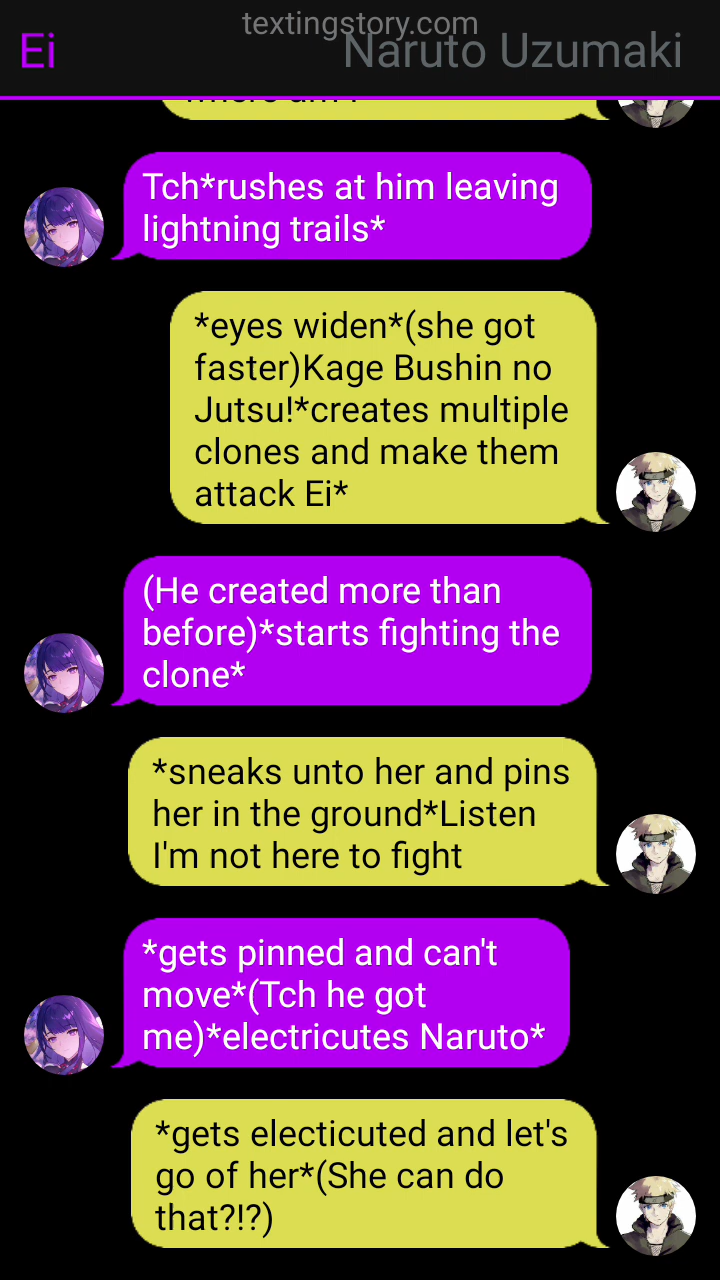 textingstory.com
Ei
Naruto Uzumaki
Tch*rushes at him leaving
lightning trails*
*eyes widen*(she got
faster)Kage Bushin no
Jutsu!*creates multiple
clones and make them
attack Ei*
(He created more than
before)*starts fighting the
clone*
*sneaks unto her and pins
her in the ground*Listen
I'm not here to fight
*gets pinned and can't
move*(Tch he got
me)*electricutes Naruto*
*gets electicuted and let's
go of her*(She can do
that?!?)